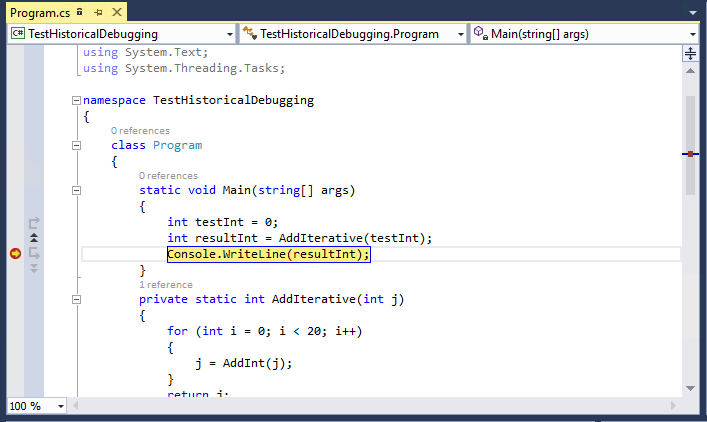 Program.cs
C# TestHistoricalDebugging TestHistoricalDebugging.Program Main(string[] args)
using System.Text;
using System.Threading.Tasks;
namespace TestHistoricalDebugging
{
0 references
class Program
{
0 references
static void Main(string[] args)
{
int testInt = 0;
int resultInt = AddIterative(testInt);
Console.WriteLine(resultInt);
}
1 reference
private static int AddIterative(int j)
{
for (int i = 0; i < 20; i++)
{
j = AddInt(j);
}
return j;
100 %